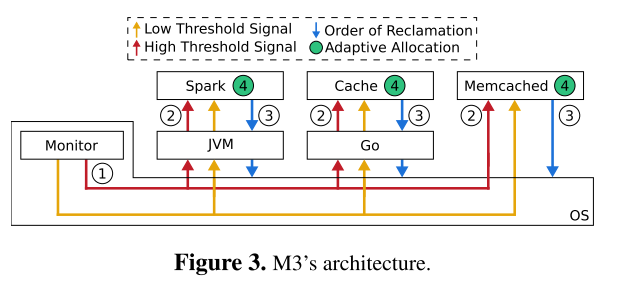 Low Threshold Signal
Order of Reclamation
High Threshold Signal
Adaptive Allocation
Spark 4
Cache 4
Memcached 4
2
3
2
3
2
3
Monitor
JVM
Go
1
OS
Figure 3. M3's architecture.